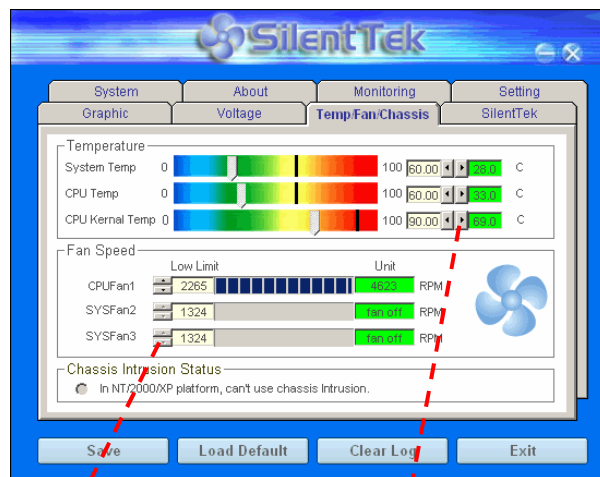 SilentTek
System About Monitoring Setting
Graphic Voltage Temp/Fan/Chassis SilentTek
Temperature
System Temp 0 100 60.00 28.0 C
CPU Temp 0 100 60.00 33.0 C
CPU Kernal Temp 0 100 90.00 69.0 C
Fan Speed
Low Limit Unit
CPUFan1 2265 4623 RPM
SYSFan2 1324 fan off RPM
SYSFan3 1324 fan off RPM
Chassis Intrusion Status
In NT/2000/XP platform, can't use chassis Intrusion.
Save Load Default Clear Log Exit